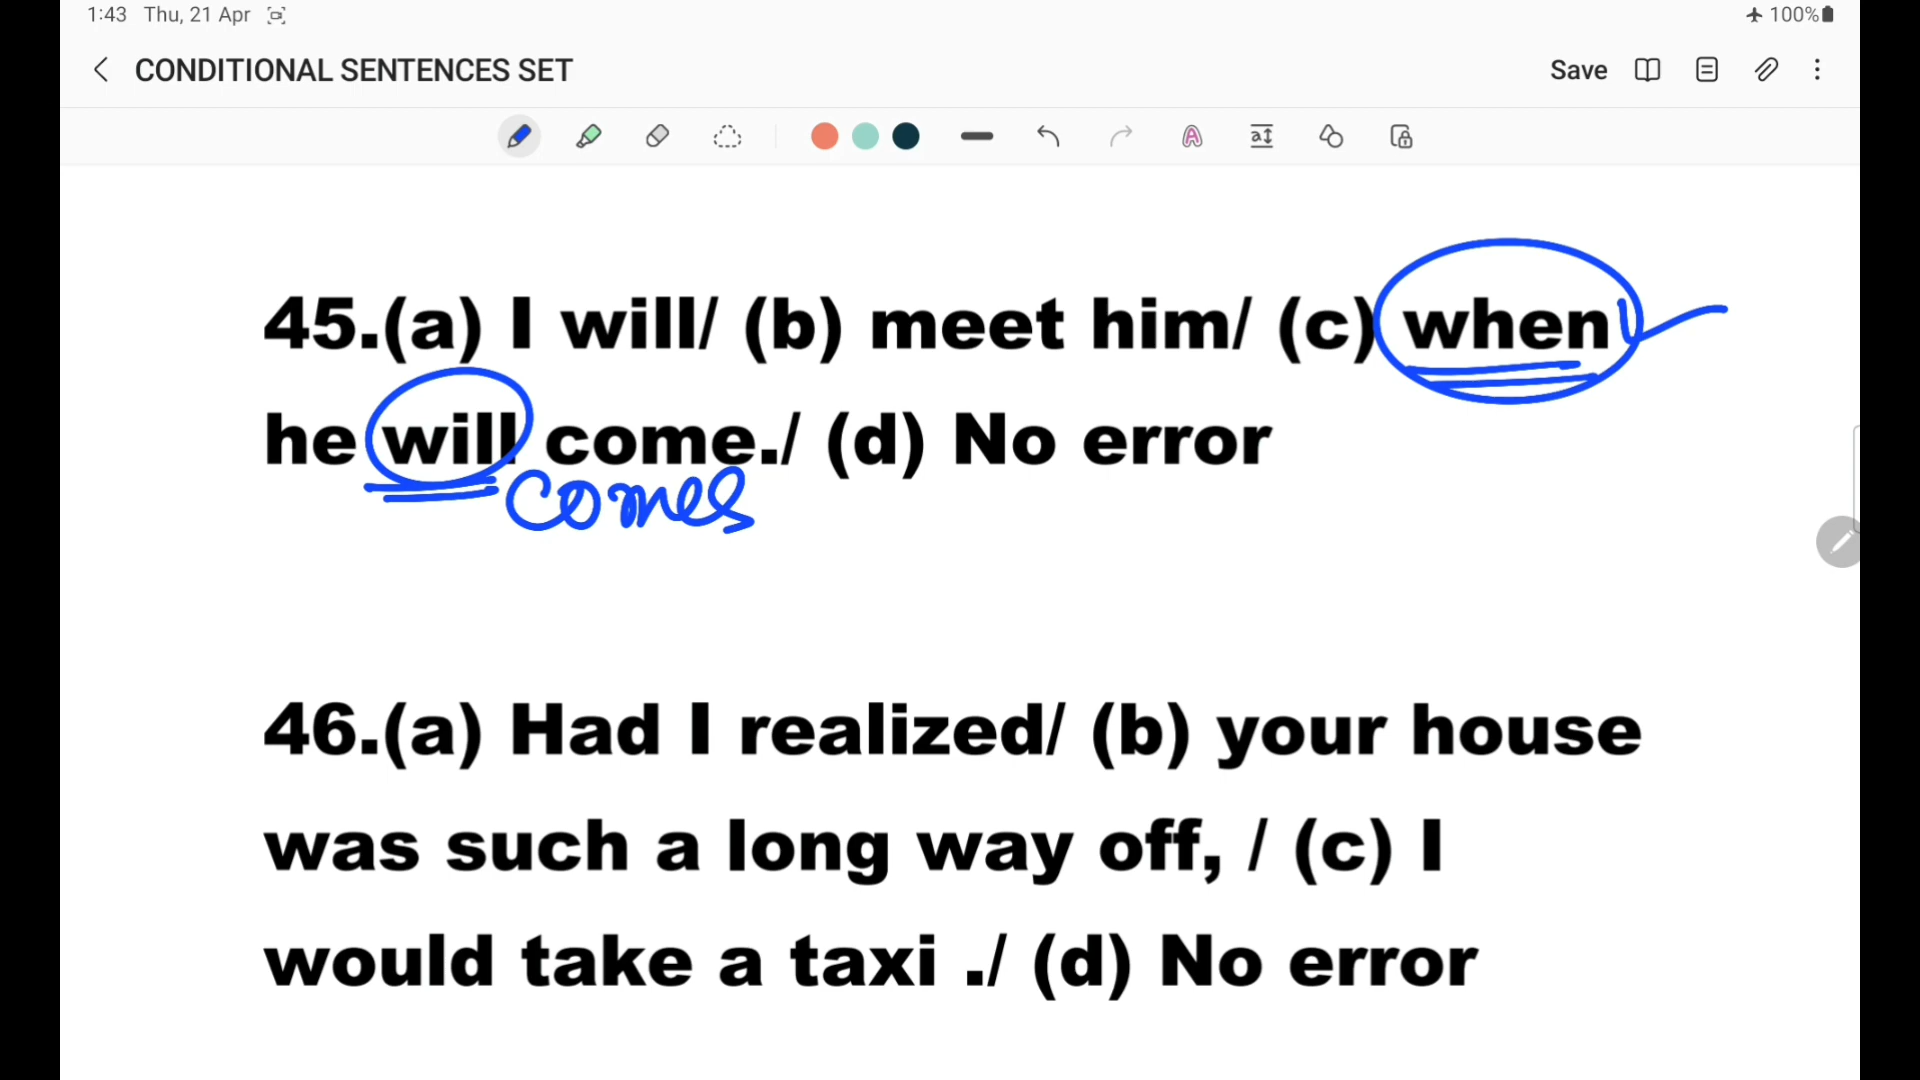 1:43 Thu, 21 Apr 100%
CONDITIONAL SENTENCES SET Save
45.(a) I will/ (b) meet him/ (c) when
he will come./ (d) No error
comes
46.(a) Had I realized/ (b) your house
was such a long way off, / (c) I
would take a taxi ./ (d) No error